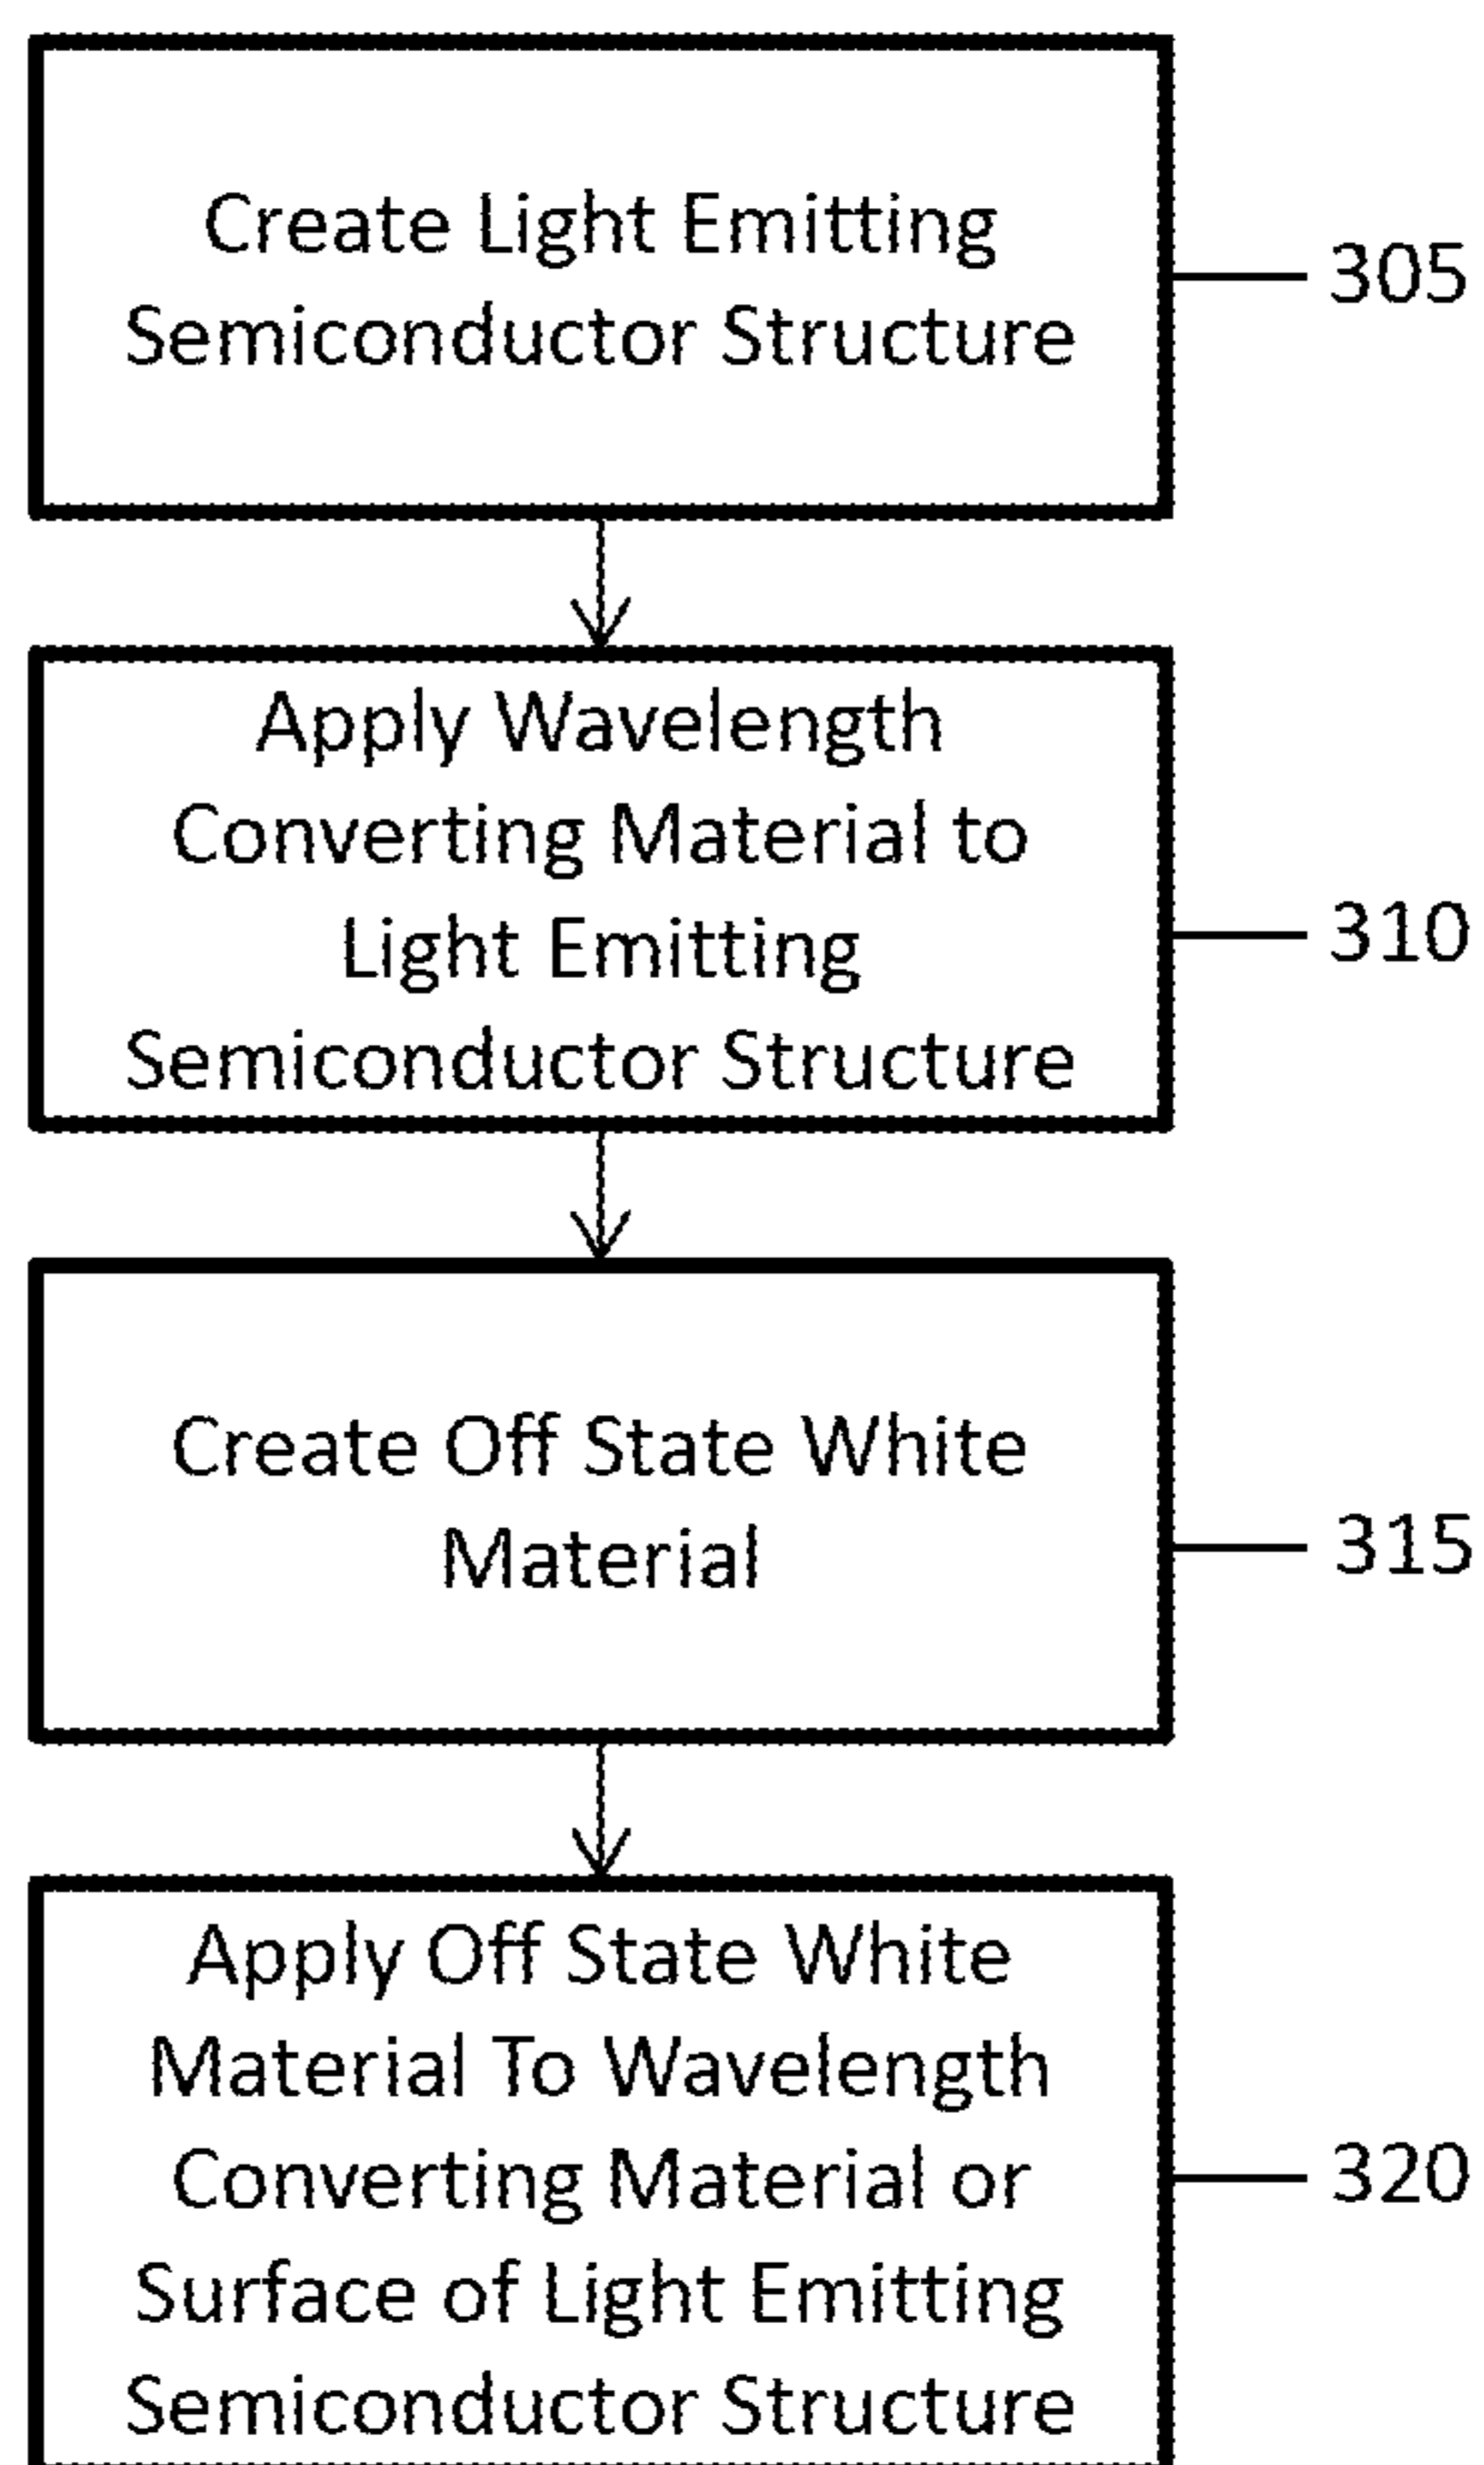 Create Light Emitting
Semiconductor Structure
305
Apply Wavelength
Converting Material to
Light Emitting
Semiconductor Structure
310
Create Off State White
Material
315
Apply Off State White
Material To Wavelength
Converting Material or
Surface of Light Emitting
Semiconductor Structure
320